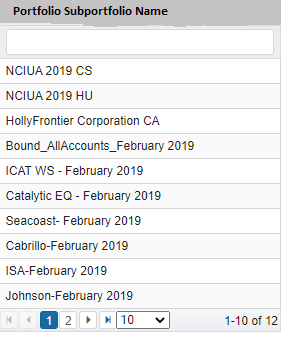 Portfolio Subportfolio Name
NCIUA 2019 CS
NCIUA 2019 HU
HollyFrontier Corporation CA
Bound_AllAccounts_February 2019
ICAT WS - February 2019
Catalytic EQ - February 2019
Seacoast- February 2019
Cabrillo-February 2019
ISA-February 2019
Johnson-February 2019
1 2 10 1-10 of 12